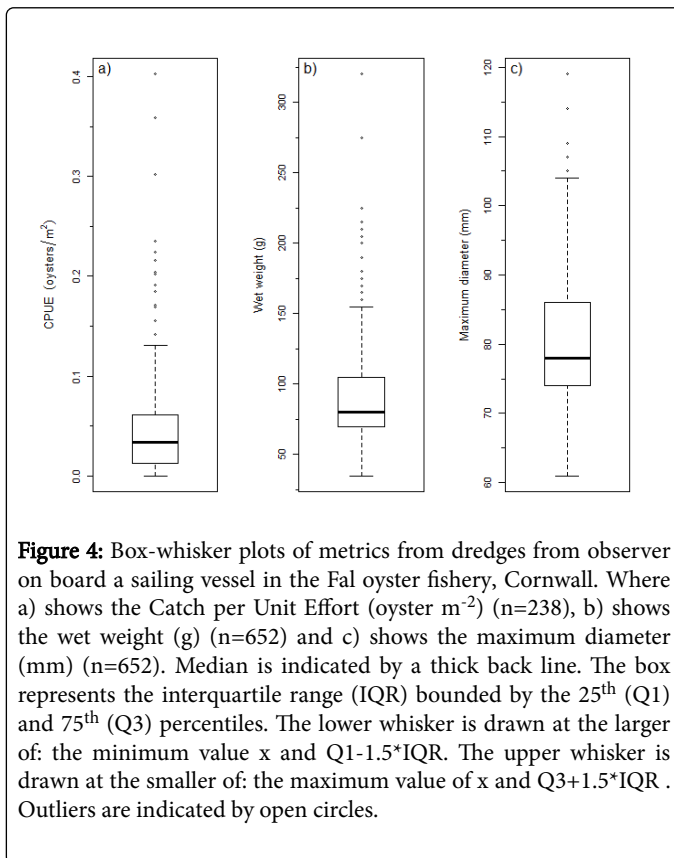 a)
b)
c)
CPUE (oysters/m²)
0.0
0.1
0.2
0.3
0.4
Wet weight (g)
50
100
150
200
250
300
Maximum diameter (mm)
60
70
80
90
100
110
120
Figure 4: Box-whisker plots of metrics from dredges from observer
on board a sailing vessel in the Fal oyster fishery, Cornwall. Where
a) shows the Catch per Unit Effort (oyster m⁻²) (n=238), b) shows
the wet weight (g) (n=652) and c) shows the maximum diameter
(mm) (n=652). Median is indicated by a thick back line. The box
represents the interquartile range (IQR) bounded by the 25th (Q1)
and 75th (Q3) percentiles. The lower whisker is drawn at the larger
of: the minimum value x and Q1-1.5*IQR. The upper whisker is
drawn at the smaller of: the maximum value of x and Q3+1.5*IQR .
Outliers are indicated by open circles.